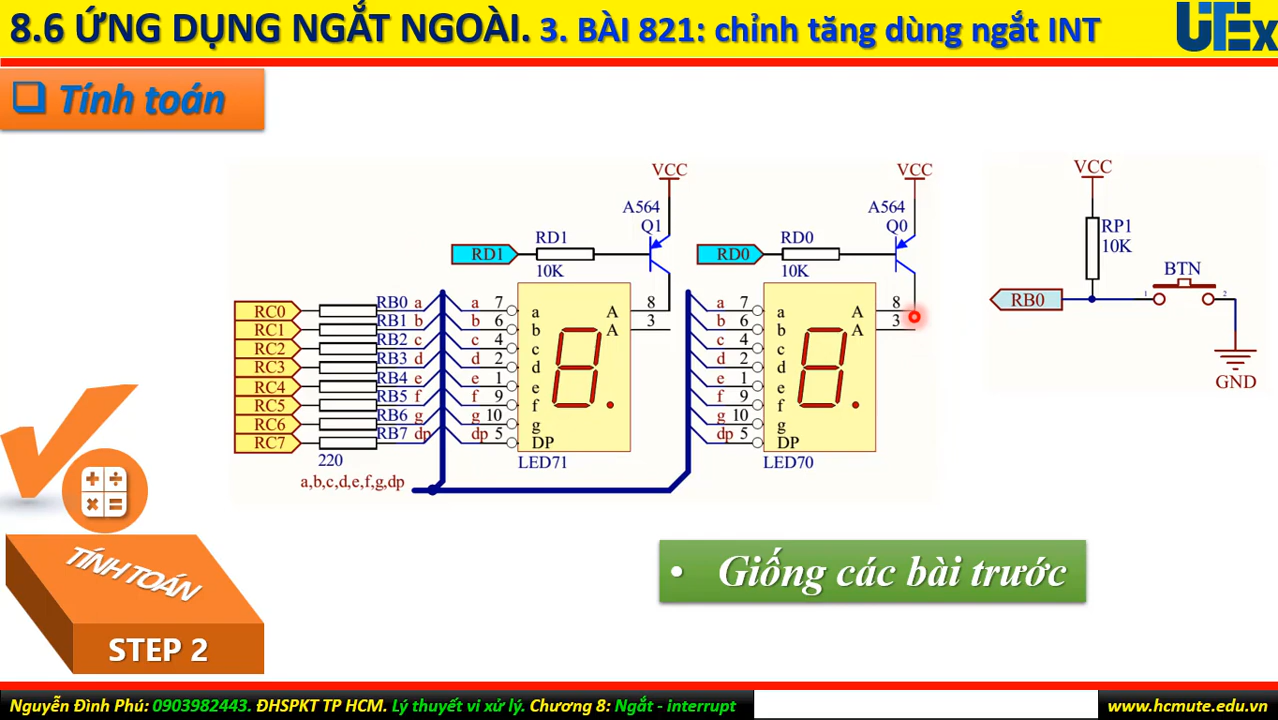 8.6 ỨNG DỤNG NGẮT NGOÀI. 3. BÀI 821: chỉnh tăng dùng ngắt INT
UTEx
Tính toán
VCC
VCC
VCC
A564
Q1
A564
Q0
RP1
10K
RD1
RD1
10K
RD0
RD0
10K
BTN
1
2
RB0
GND
RC0
RC1
RC2
RC3
RC4
RC5
RC6
RC7
220
RB0 a
RB1 b
RB2 c
RB3 d
RB4 e
RB5 f
RB6 g
RB7 dp
a 7
b 6
c 4
d 2
e 1
f 9
g 10
dp 5
a
b
c
d
e
f
g
DP
A 8
A 3
LED71
a 7
b 6
c 4
d 2
e 1
f 9
g 10
dp 5
a
b
c
d
e
f
g
DP
A 8
A 3
LED70
a,b,c,d,e,f,g,dp
• Giống các bài trước
TÍNH TOÁN
STEP 2
Nguyễn Đình Phú: 0903982443. ĐHSPKT TP HCM. Lý thuyết vi xử lý. Chương 8: Ngắt - interrupt
www.hcmute.edu.vn